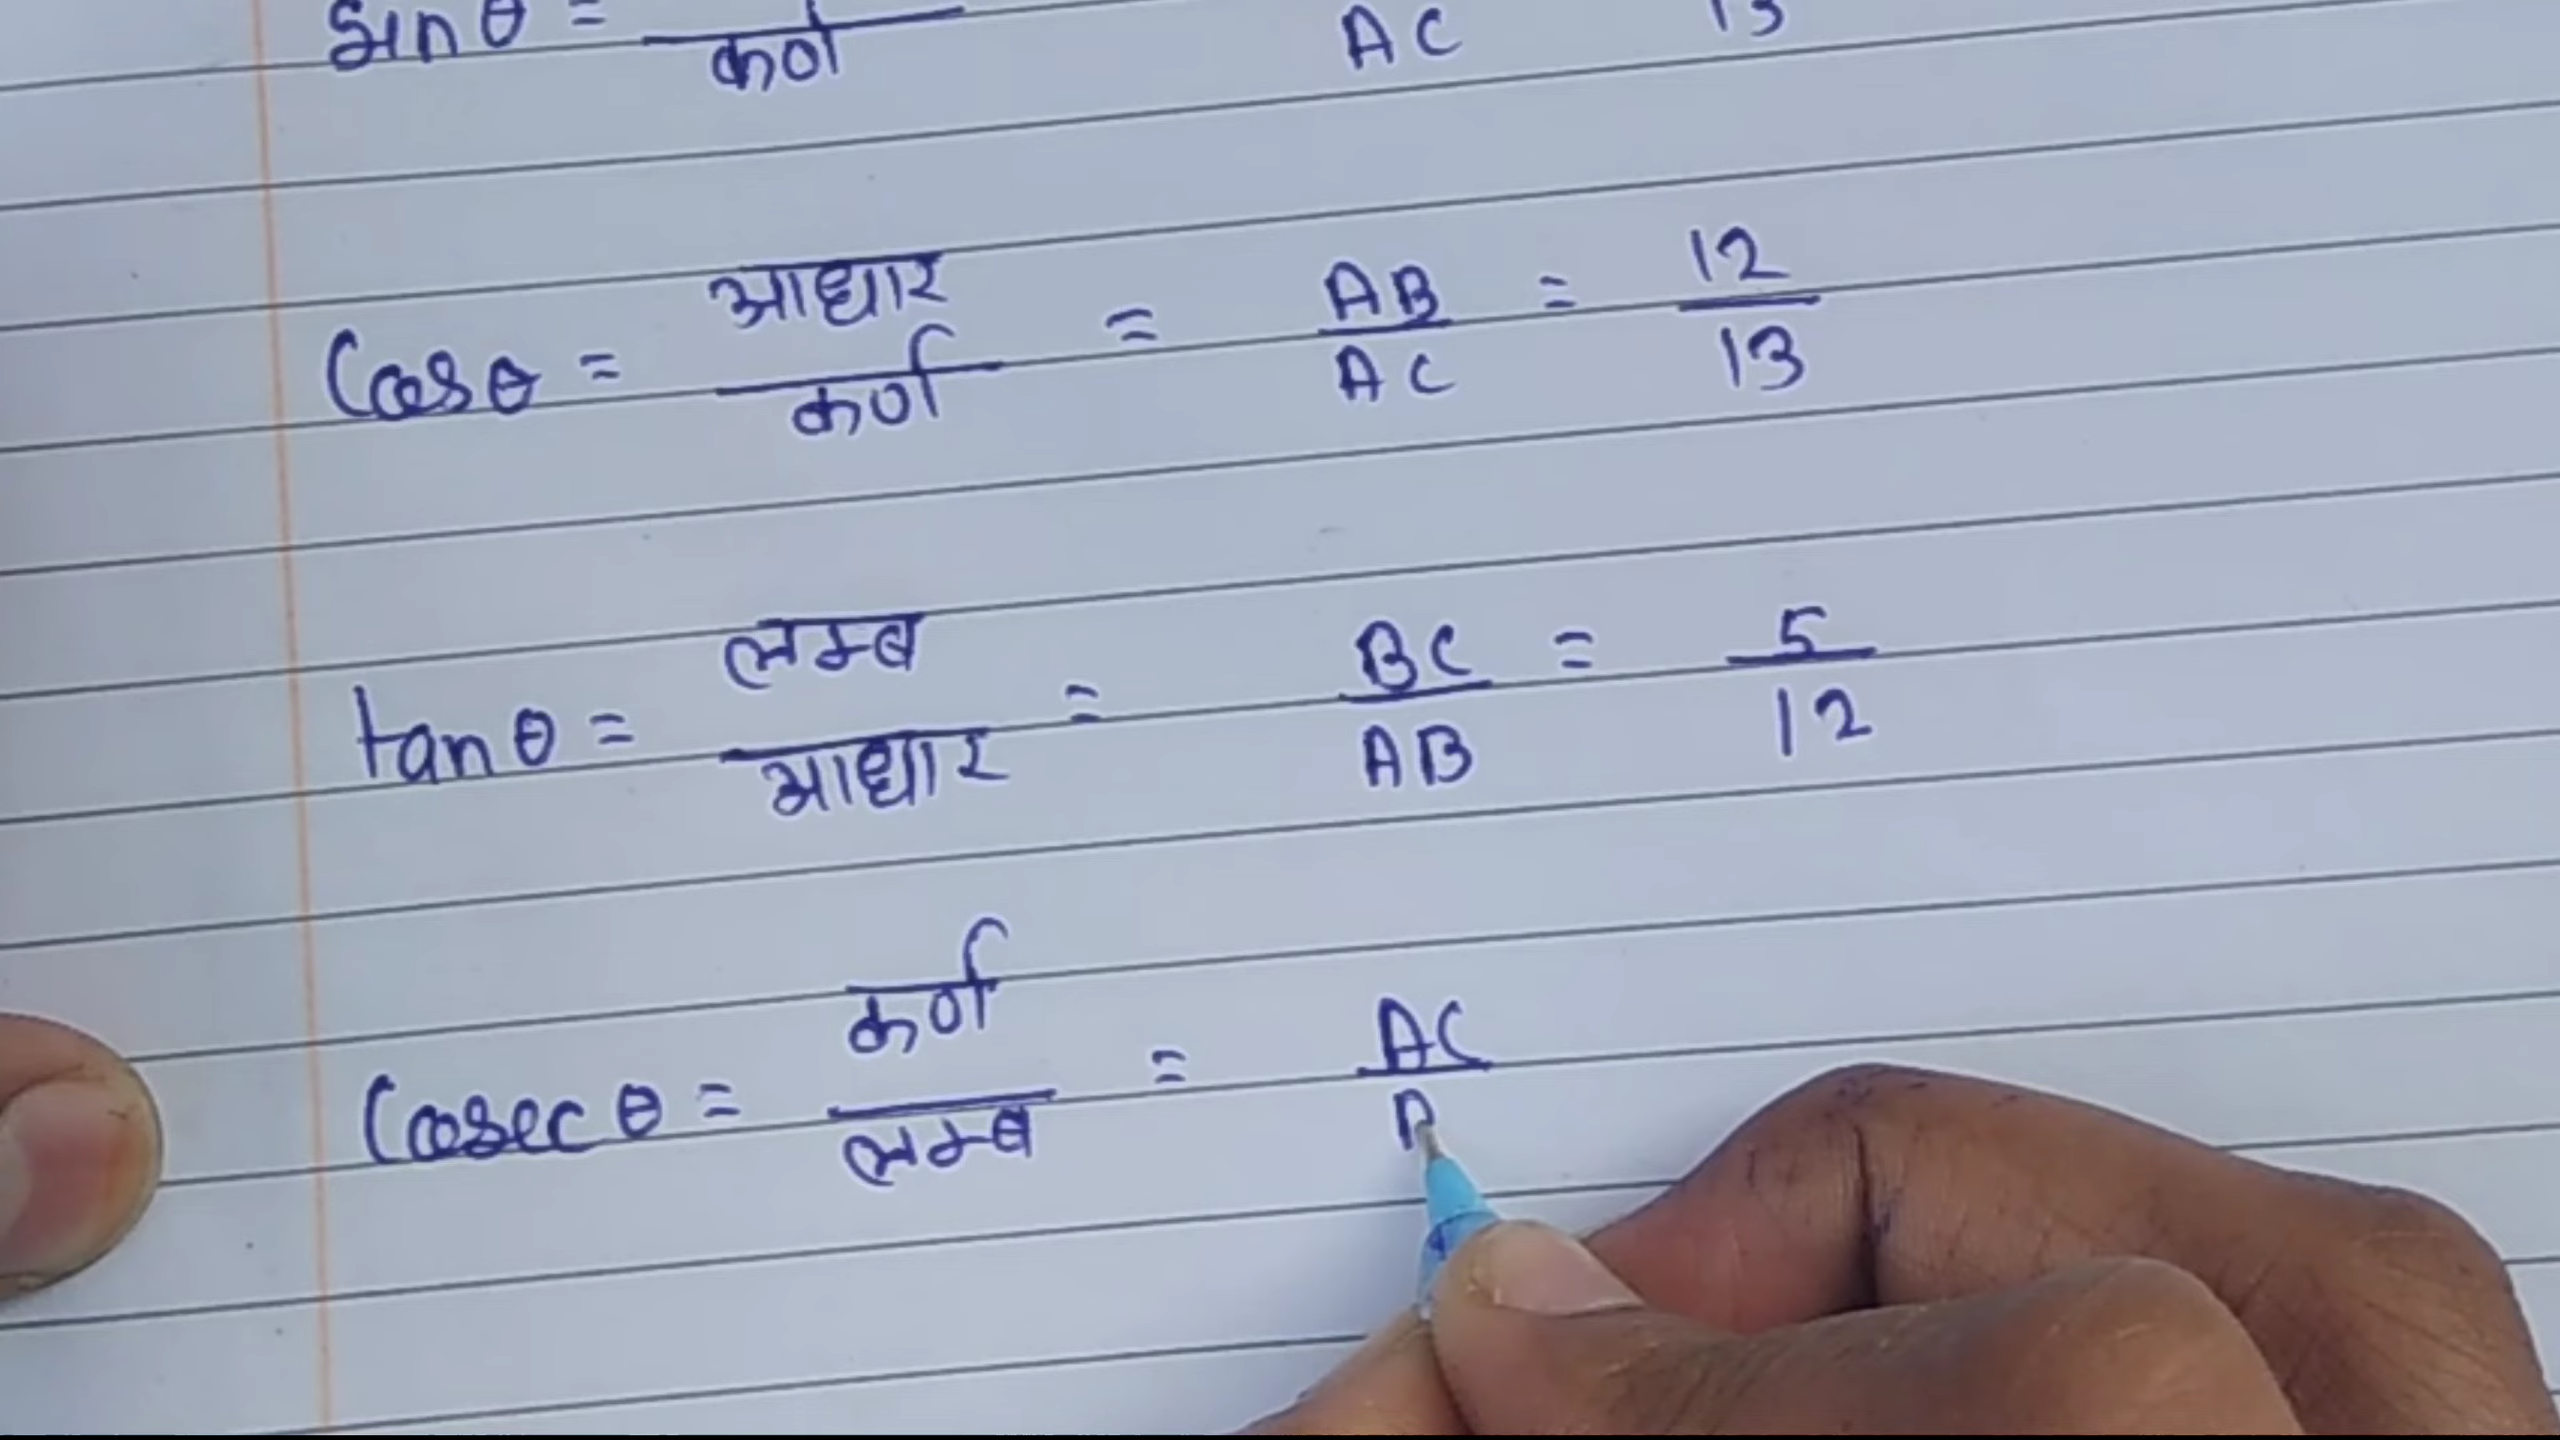 sinθ = कर्ण AC 13
Cosθ = आधार/कर्ण = AB/AC = 12/13
tanθ = लम्ब/आधार = BC/AB = 5/12
Cosecθ = कर्ण/लम्ब = AC/